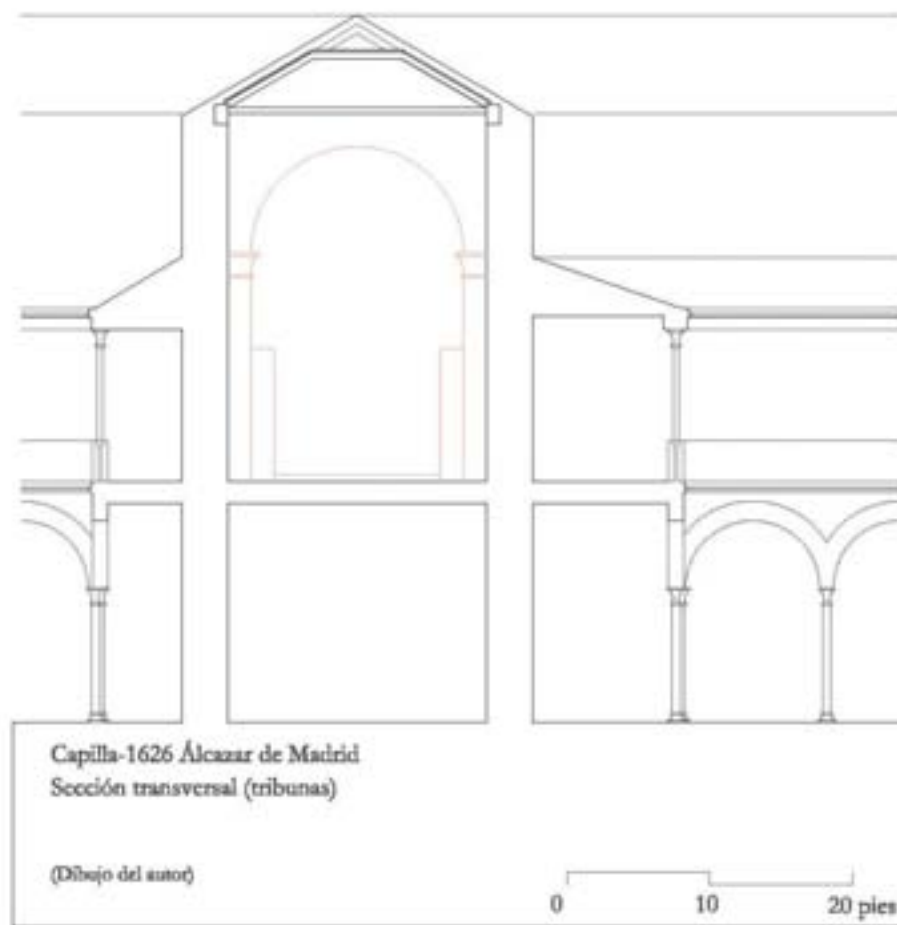 Capilla-1626 Álcazar de Madrid
Sección transversal (tribunas)
(Dibujo del autor)
0 10 20 pies